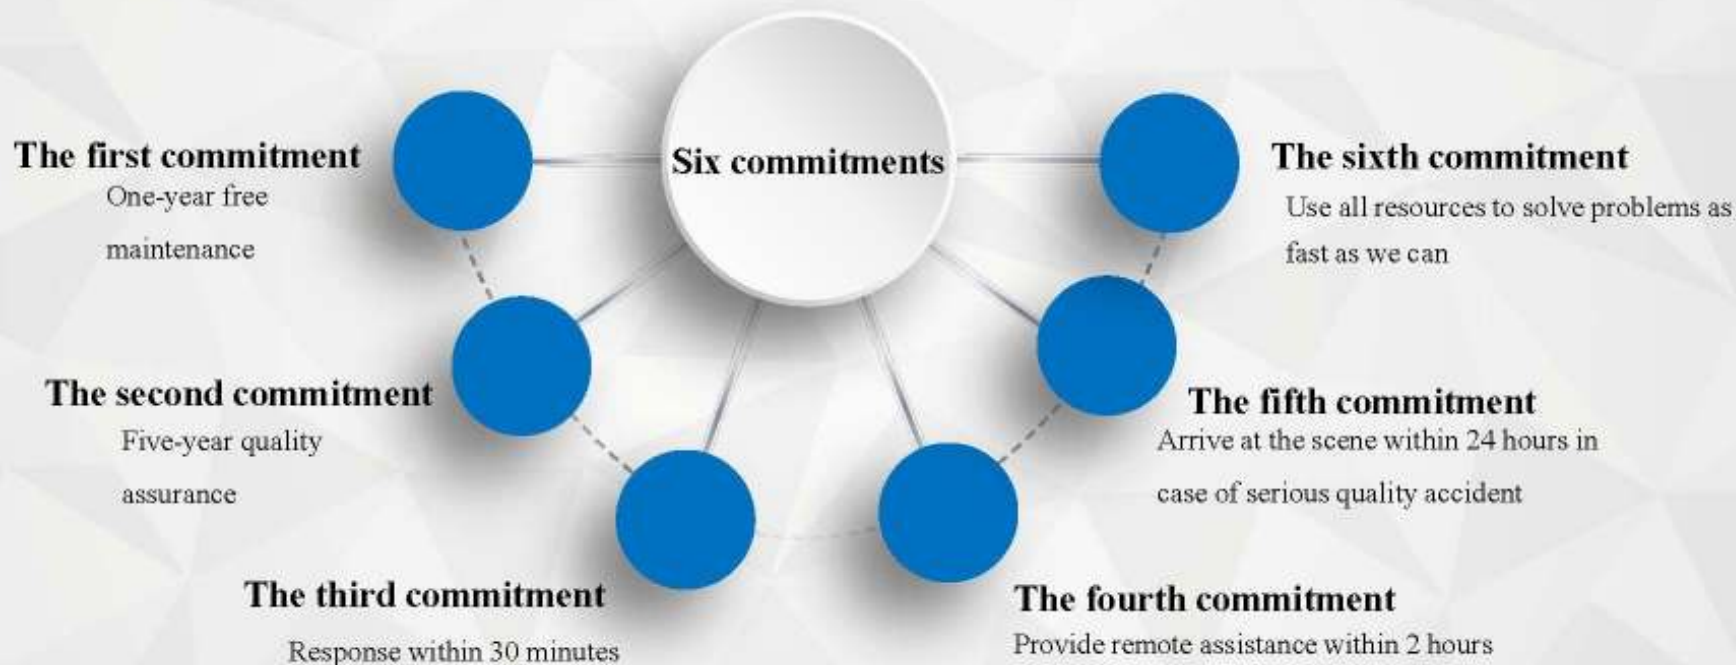 Six commitments
The first commitment
One-year free
maintenance
The second commitment
Five-year quality
assurance
The third commitment
Response within 30 minutes
The fourth commitment
Provide remote assistance within 2 hours
The fifth commitment
Arrive at the scene within 24 hours in
case of serious quality accident
The sixth commitment
Use all resources to solve problems as
fast as we can